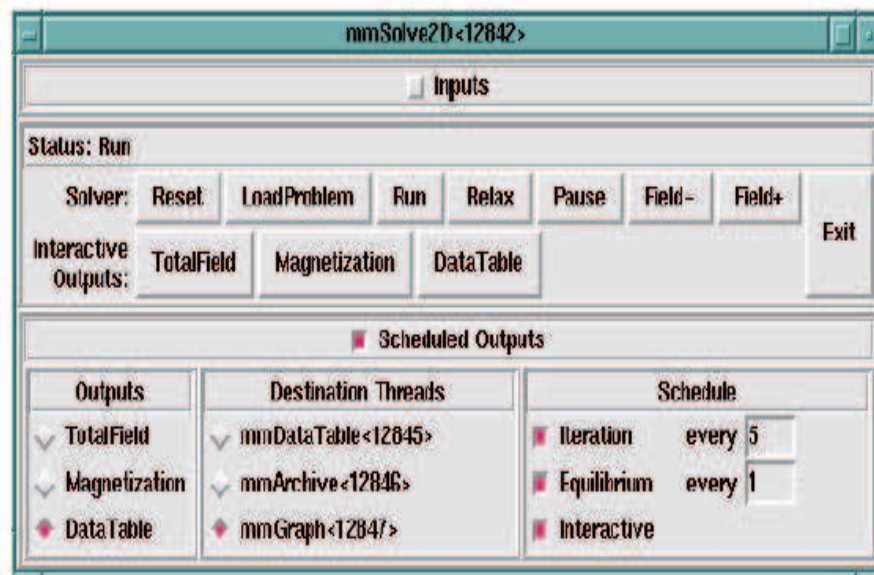 mmSolve2D<12842>
Inputs
Status: Run
Solver: Reset LoadProblem Run Relax Pause Field- Field+ Exit
Interactive Outputs: TotalField Magnetization DataTable
Scheduled Outputs
Outputs Destination Threads Schedule
TotalField mmDataTable<12845> Iteration every 5
Magnetization mmArchive<12846> Equilibrium every 1
DataTable mmGraph<12847> Interactive